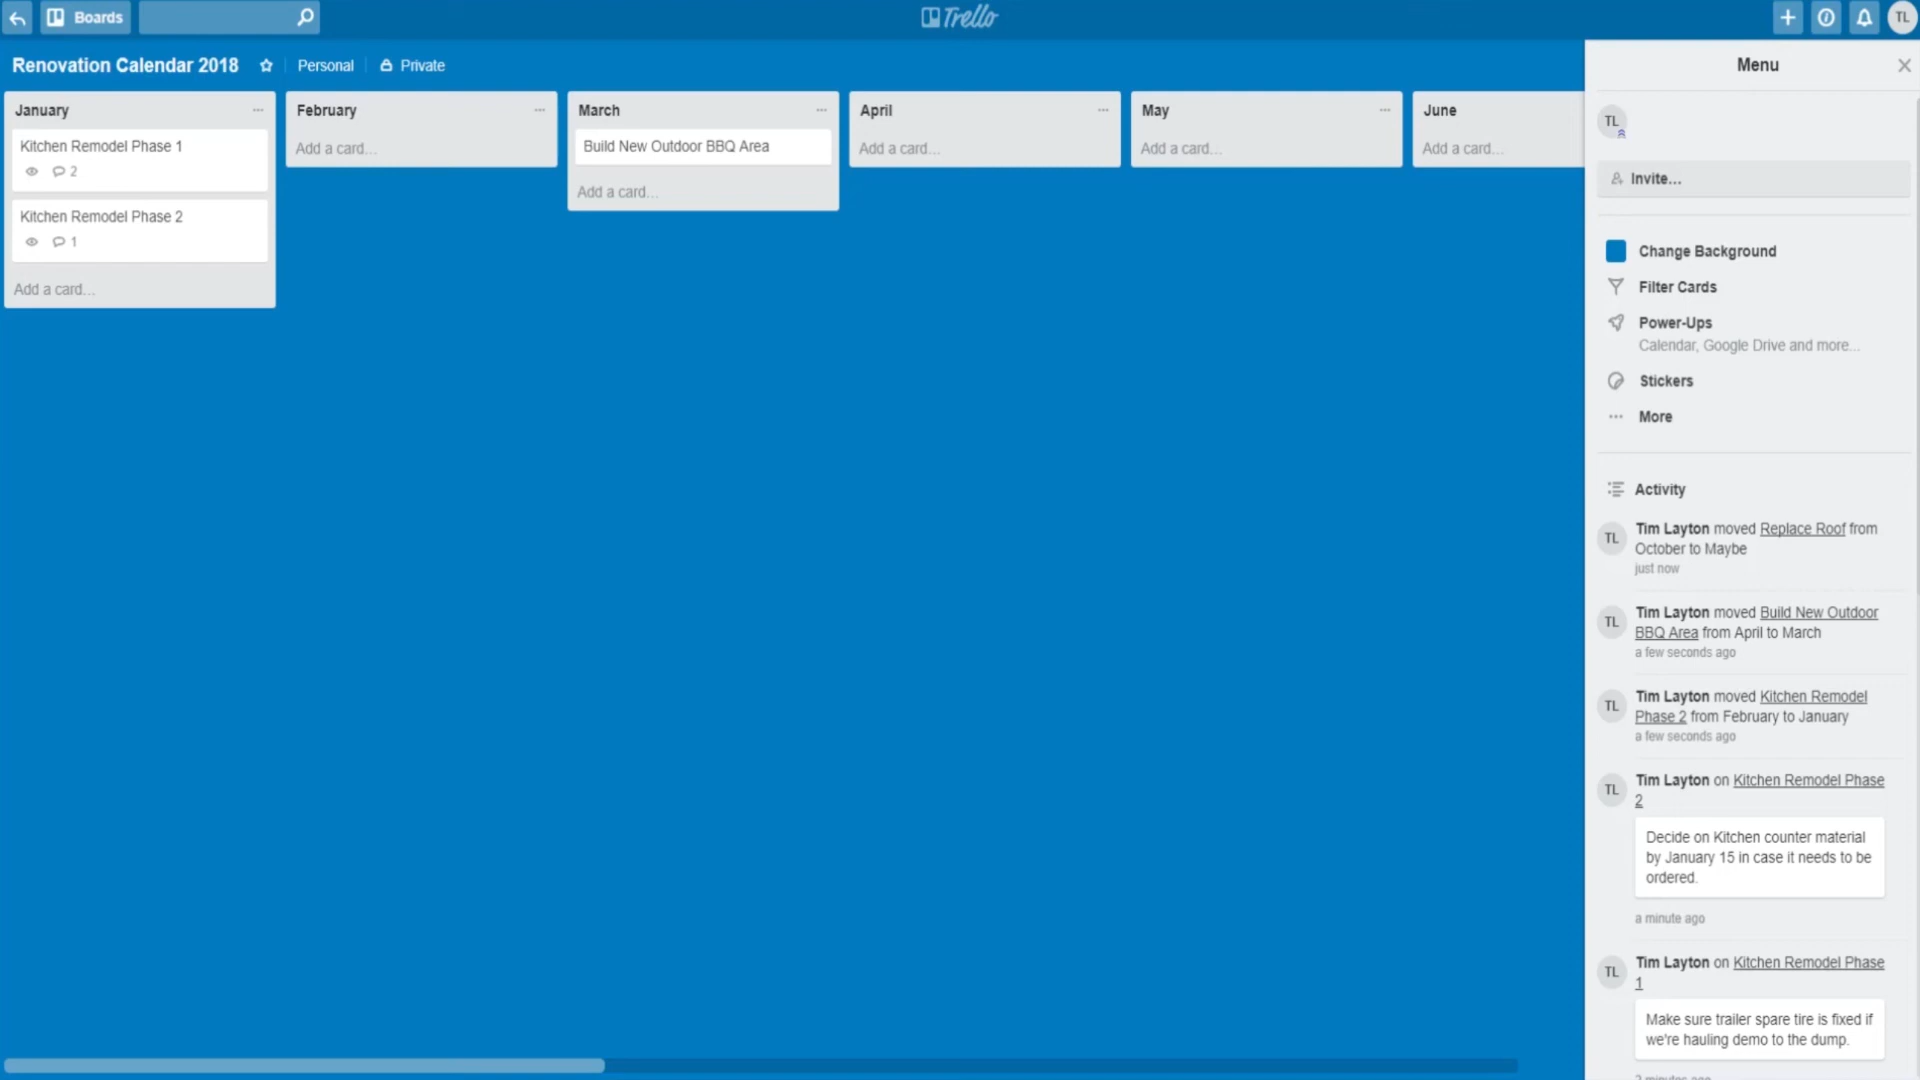 Boards
Trello
TL
Renovation Calendar 2018
Personal
Private
January
Kitchen Remodel Phase 1
2
Kitchen Remodel Phase 2
1
Add a card...
February
Add a card...
March
Build New Outdoor BBQ Area
Add a card...
April
Add a card...
May
Add a card...
June
Add a card...
Menu
TL
Invite...
Change Background
Filter Cards
Power-Ups
Calendar, Google Drive and more...
Stickers
More
Activity
TL
Tim Layton moved Replace Roof from
October to Maybe
just now
TL
Tim Layton moved Build New Outdoor
BBQ Area from April to March
a few seconds ago
TL
Tim Layton moved Kitchen Remodel
Phase 2 from February to January
a few seconds ago
TL
Tim Layton on Kitchen Remodel Phase
2
Decide on Kitchen counter material
by January 15 in case it needs to be
ordered.
a minute ago
TL
Tim Layton on Kitchen Remodel Phase
1
Make sure trailer spare tire is fixed if
we're hauling demo to the dump.